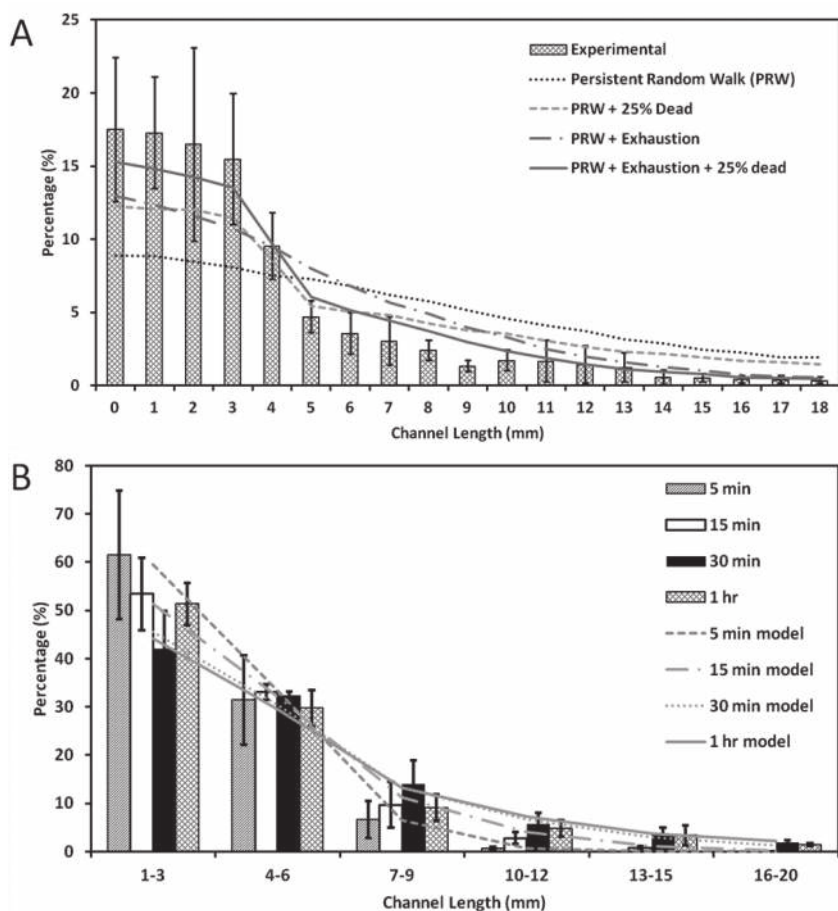 A
25
20
15
10
5
0
Percentage (%)
Experimental
Persistent Random Walk (PRW)
PRW + 25% Dead
PRW + Exhaustion
PRW + Exhaustion + 25% dead
0 1 2 3 4 5 6 7 8 9 10 11 12 13 14 15 16 17 18
Channel Length (mm)
B
80
70
60
50
40
30
20
10
0
Percentage (%)
5 min
15 min
30 min
1 hr
5 min model
15 min model
30 min model
1 hr model
1-3 4-6 7-9 10-12 13-15 16-20
Channel Length (mm)